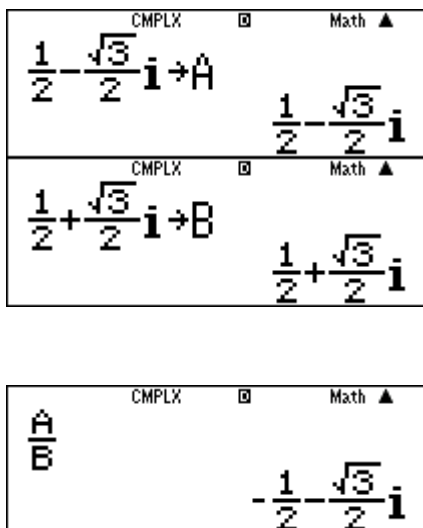 CMPLX D Math ▲
1/2-√3/2i→A
1/2-√3/2i
CMPLX D Math ▲
1/2+√3/2i→B
1/2+√3/2i
CMPLX D Math ▲
A/B
-1/2-√3/2i